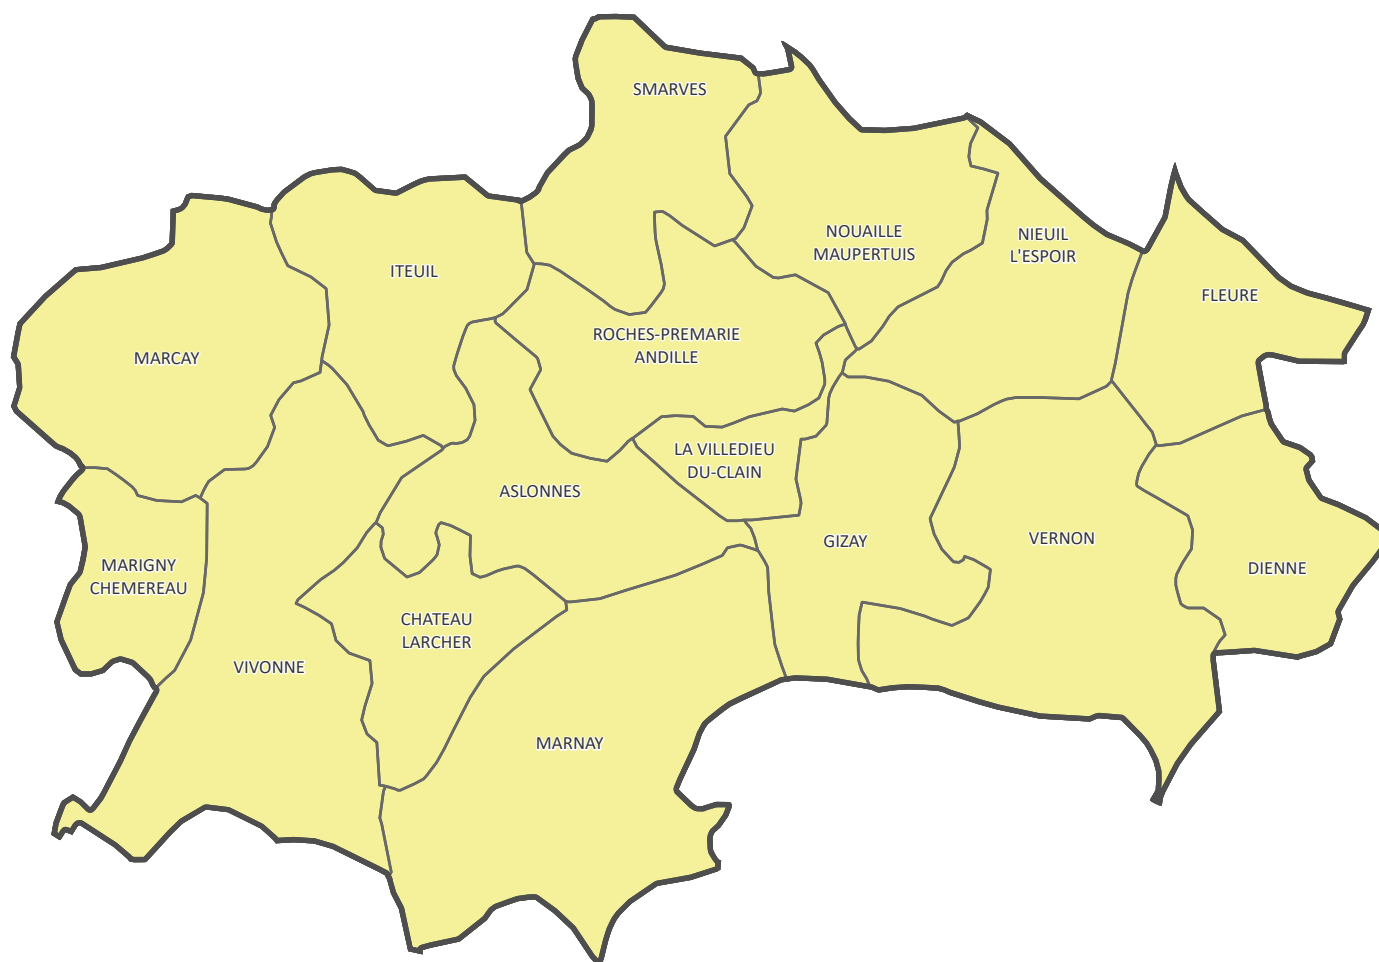 SMARVES
NOUAILLE
MAUPERTUIS
NIEUIL
L'ESPOIR
ITEUIL
FLEURE
ROCHES-PREMARIE
ANDILLE
MARCAY
LA VILLEDIEU
DU-CLAIN
ASLONNES
GIZAY
VERNON
DIENNE
MARIGNY
CHEMEREAU
CHATEAU
LARCHER
VIVONNE
MARNAY